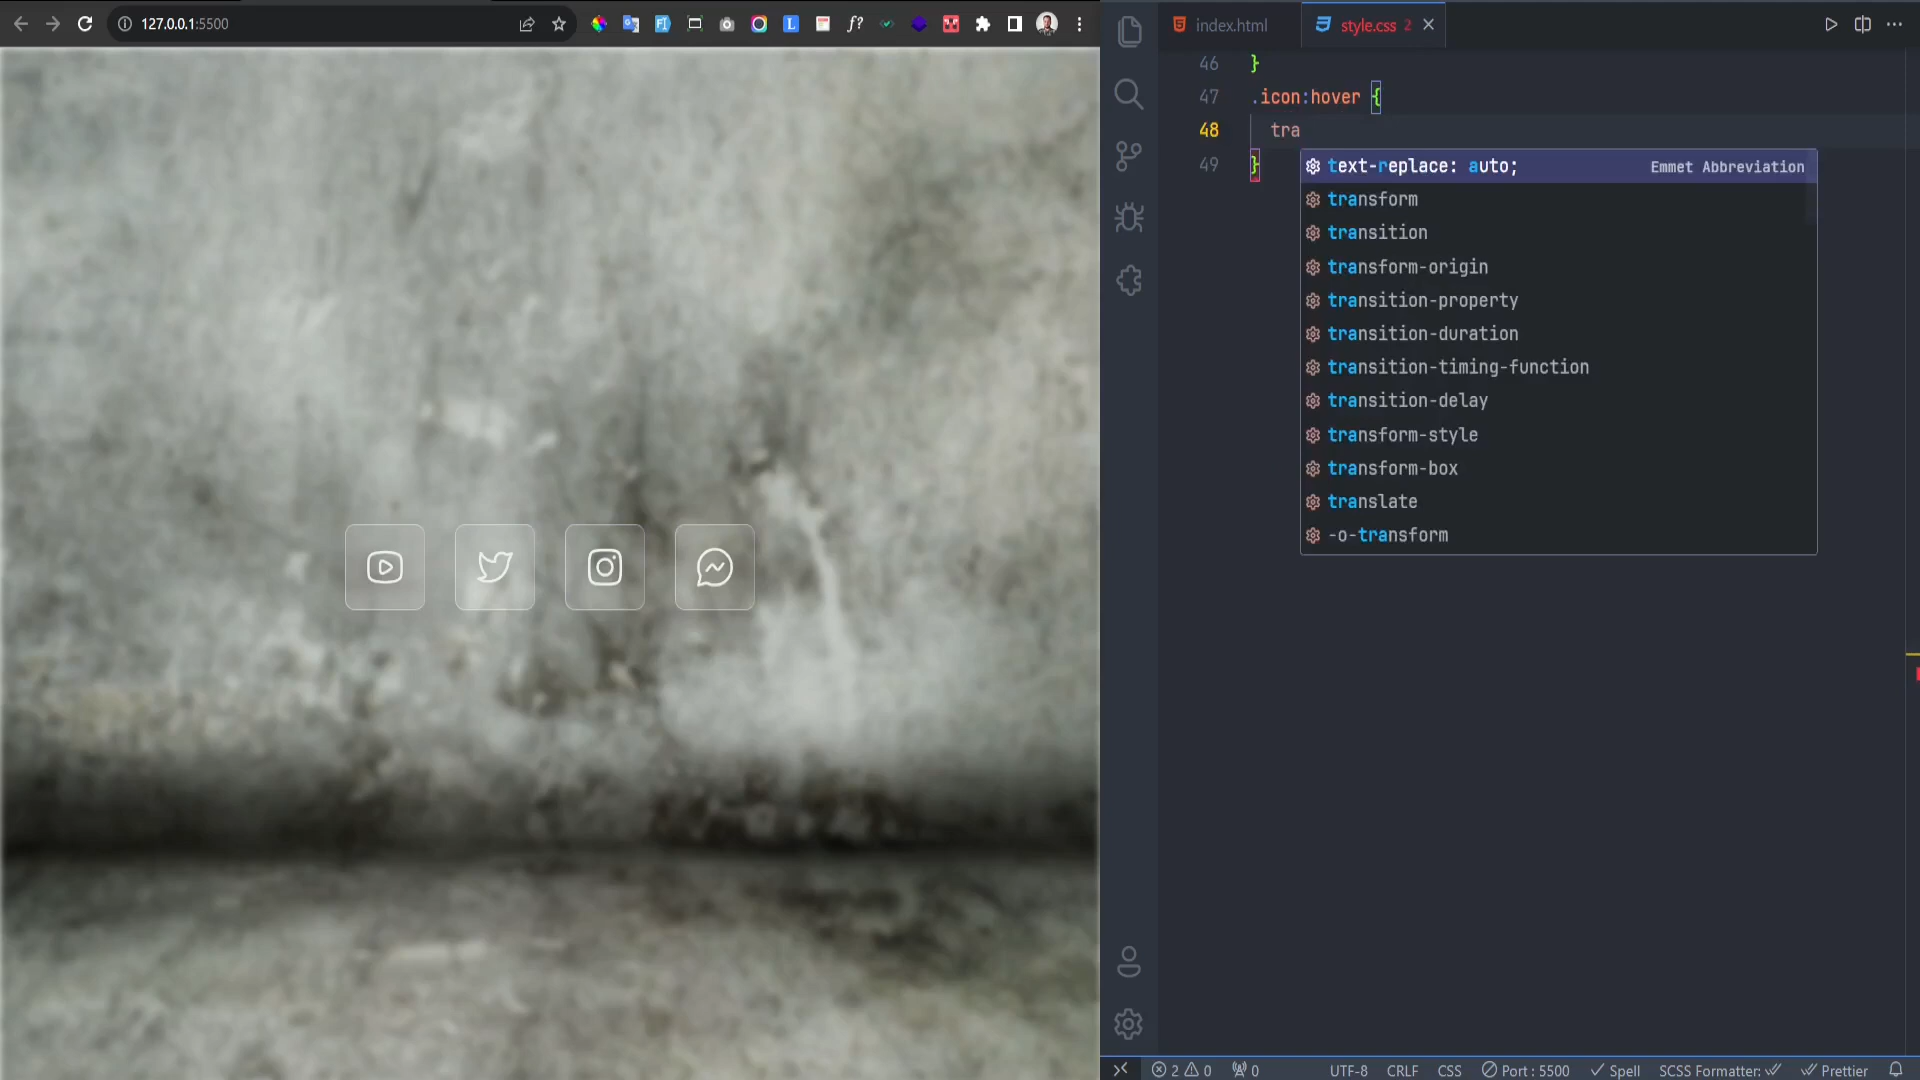 127.0.0.1:5500
index.html
style.css 2
46 }
47 .icon:hover {
48 tra
49 }
text-replace: auto; Emmet Abbreviation
transform
transition
transform-origin
transition-property
transition-duration
transition-timing-function
transition-delay
transform-style
transform-box
translate
-o-transform
2 0 0 UTF-8 CRLF CSS Port : 5500 Spell SCSS Formatter: Prettier